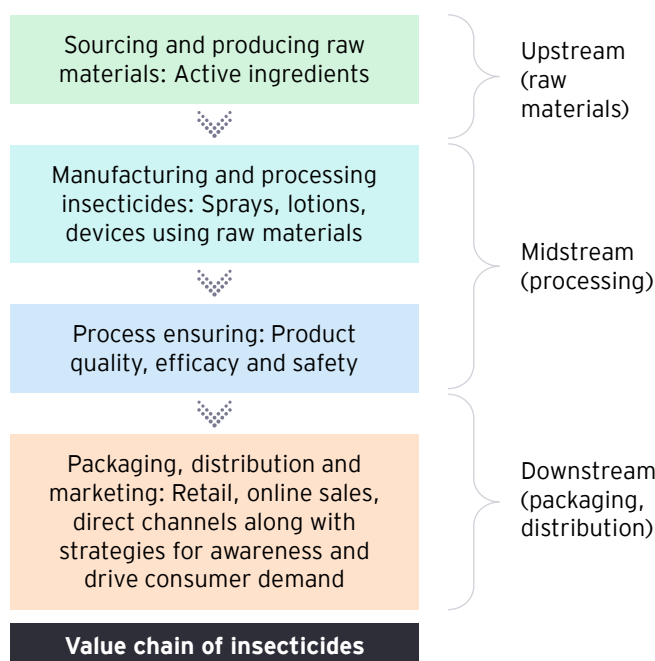 Sourcing and producing raw
materials: Active ingredients
Upstream
(raw
materials)
Manufacturing and processing
insecticides: Sprays, lotions,
devices using raw materials
Midstream
(processing)
Process ensuring: Product
quality, efficacy and safety
Packaging, distribution and
marketing: Retail, online sales,
direct channels along with
strategies for awareness and
drive consumer demand
Downstream
(packaging,
distribution)
Value chain of insecticides